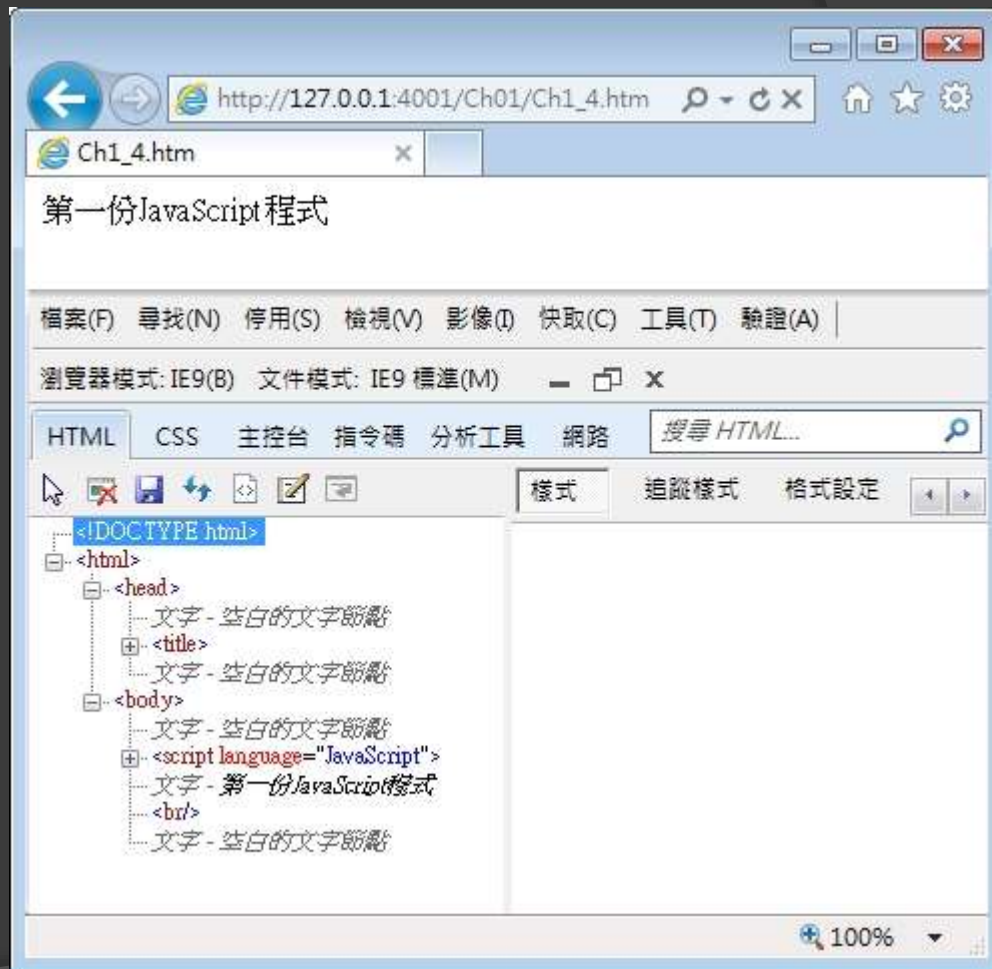 http://127.0.0.1:4001/Ch01/Ch1_4.htm
Ch1_4.htm
第一份JavaScript程式
檔案(F) 尋找(N) 停用(S) 檢視(V) 影像(I) 快取(C) 工具(T) 驗證(A)
瀏覽器模式: IE9(B) 文件模式: IE9 標準(M)
HTML CSS 主控台 指令碼 分析工具 網路 搜尋 HTML...
樣式 追蹤樣式 格式設定
<!DOCTYPE html>
<html>
<head>
文字 - 空白的文字節點
<title>
文字 - 空白的文字節點
<body>
文字 - 空白的文字節點
<script language="JavaScript">
文字 - 第一份JavaScript程式
<br/>
文字 - 空白的文字節點
100%